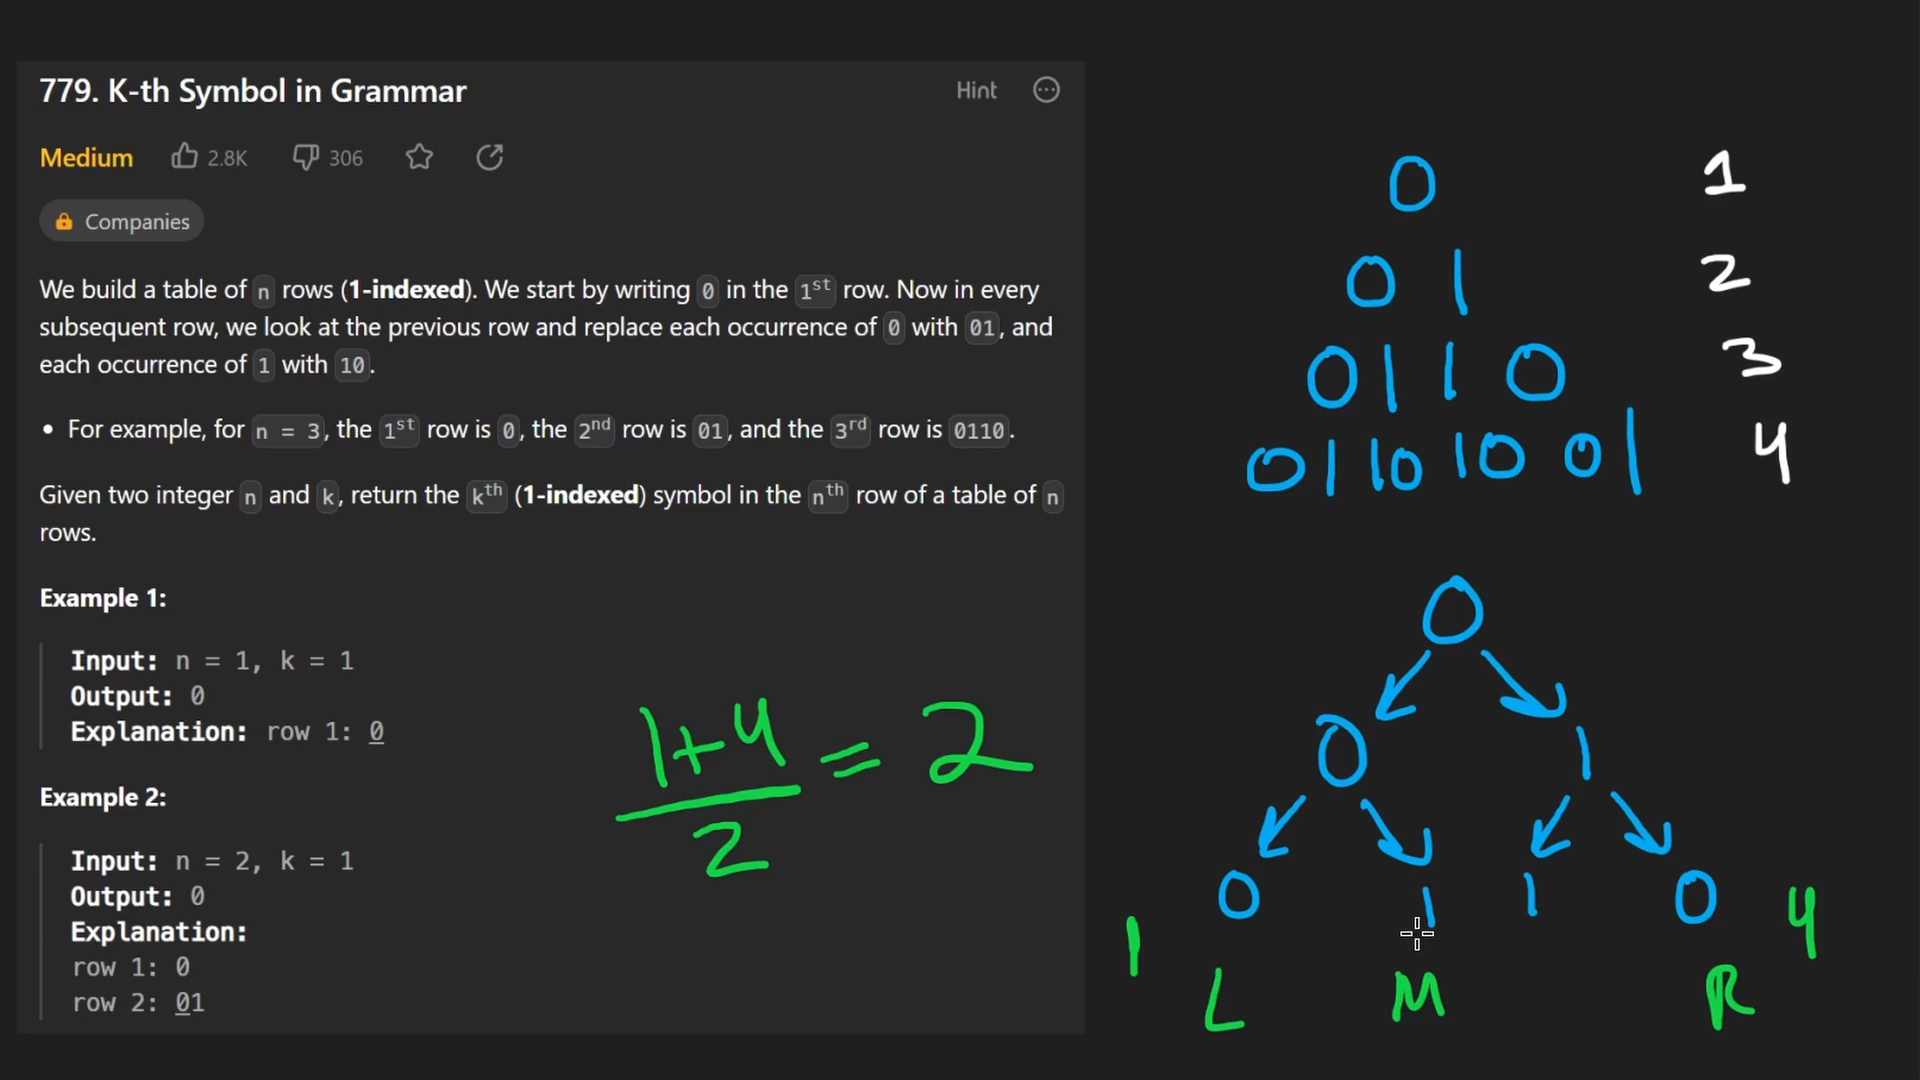 779. K-th Symbol in Grammar
Hint
Medium 2.8K 306
Companies
We build a table of n rows (1-indexed). We start by writing 0 in the 1st row. Now in every
subsequent row, we look at the previous row and replace each occurrence of 0 with 01, and
each occurrence of 1 with 10.
• For example, for n = 3, the 1st row is 0, the 2nd row is 01, and the 3rd row is 0110.
Given two integer n and k, return the kth (1-indexed) symbol in the nth row of a table of n
rows.
Example 1:
Input: n = 1, k = 1
Output: 0
Explanation: row 1: 0
Example 2:
Input: n = 2, k = 1
Output: 0
Explanation:
row 1: 0
row 2: 01
1+4
2
= 2
0 1
0 1 2
0 1 1 0 3
0 1 1 0 1 0 0 1 4
0
0 1
0 1 1 0
1 4
L M R